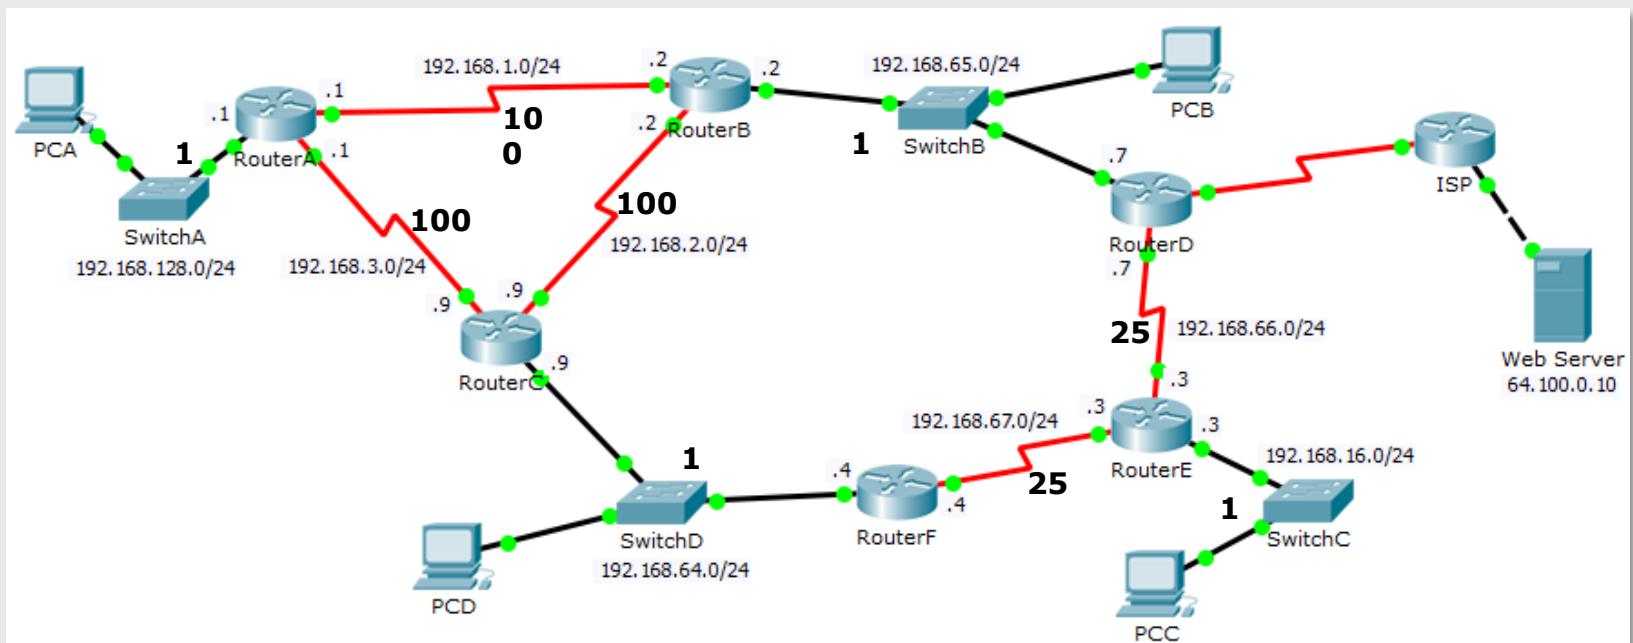 192.168.1.0/24
.2
.2
192.168.65.0/24
PCB
.1
.1
PCA
1
RouterA
.1
10
0
.2
RouterB
1
SwitchB
.7
ISP
SwitchA
192.168.128.0/24
100
192.168.3.0/24
100
192.168.2.0/24
RouterD
.7
.9
.9
25
192.168.66.0/24
Web Server
64.100.0.10
RouterC
.9
.3
192.168.67.0/24
.3
.3
RouterE
192.168.16.0/24
1
.4
25
.4
1
SwitchC
SwitchD
192.168.64.0/24
RouterF
PCD
PCC